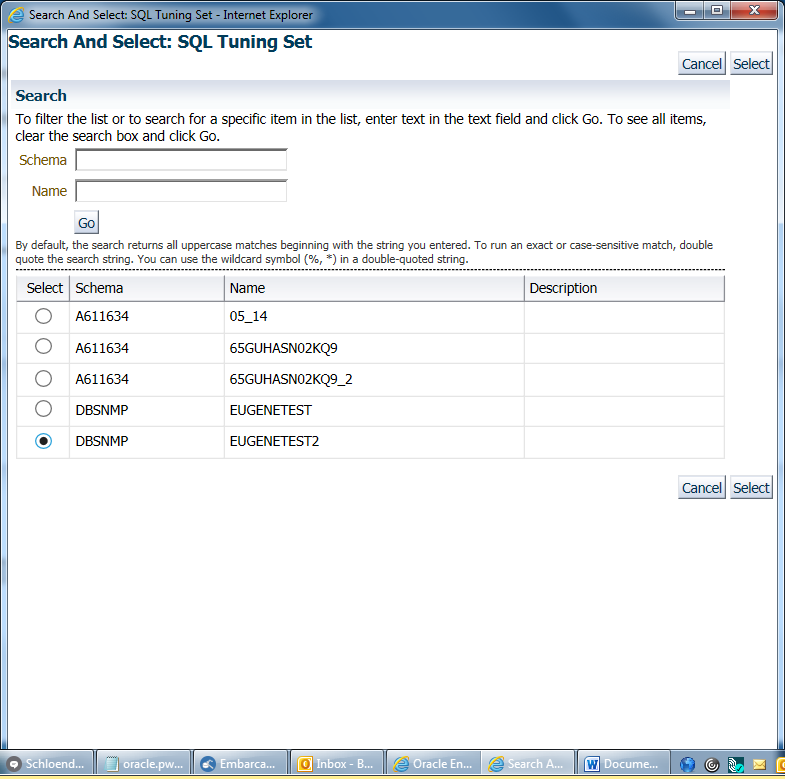 Search And Select: SQL Tuning Set - Internet Explorer
Search And Select: SQL Tuning Set
Cancel Select
Search
To filter the list or to search for a specific item in the list, enter text in the text field and click Go. To see all items,
clear the search box and click Go.
Schema
Name
Go
By default, the search returns all uppercase matches beginning with the string you entered. To run an exact or case-sensitive match, double
quote the search string. You can use the wildcard symbol (%, *) in a double-quoted string.
Select Schema Name Description
A611634 05_14
A611634 65GUHASN02KQ9
A611634 65GUHASN02KQ9_2
DBSNMP EUGENETEST
DBSNMP EUGENETEST2
Cancel Select
Schloend... oracle.pw... Embarca... Inbox - B... Oracle En... Search A... Docume...